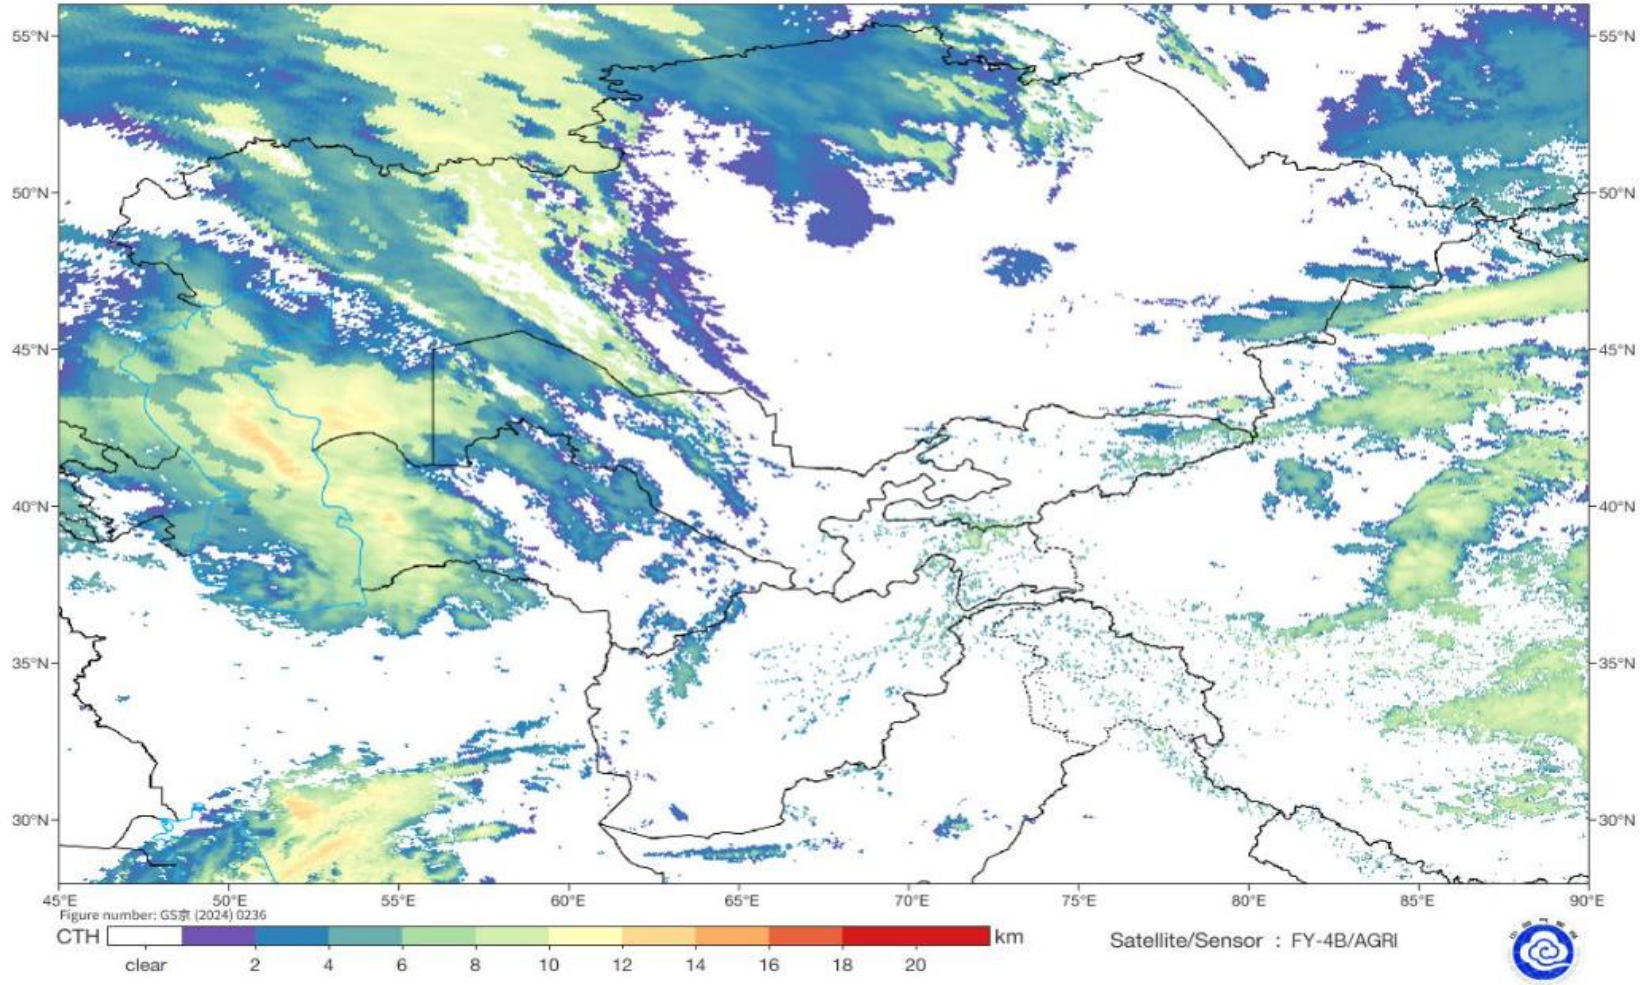 55°N 55°N
50°N 50°N
45°N 45°N
40°N 40°N
35°N 35°N
30°N 30°N
45°E 50°E 55°E 60°E 65°E 70°E 75°E 80°E 85°E 90°E
Figure number: GS京 (2024) 0236
CTH km Satellite/Sensor : FY-4B/AGRI
clear 2 4 6 8 10 12 14 16 18 20